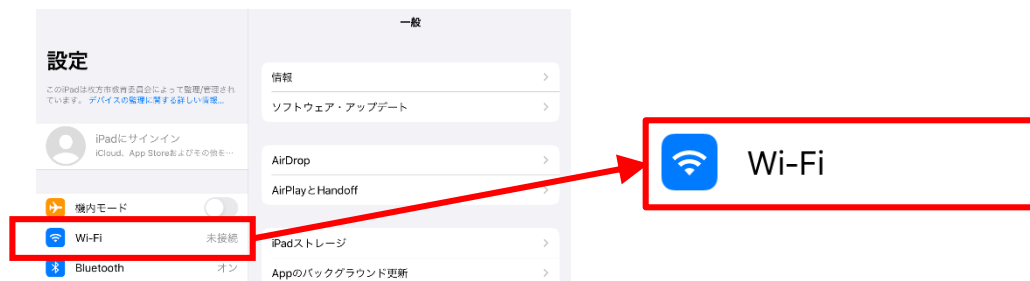 一般
設定
このiPadは枚方市教育委員会によって監理/管理され
ています。デバイスの監理に関する詳しい情報...
iPadにサインイン
iCloud、App Storeおよびその他を…
機内モード
Wi-Fi 未接続
Bluetooth オン
情報
ソフトウェア・アップデート
AirDrop
AirPlayとHandoff
iPadストレージ
Appのバックグラウンド更新
Wi-Fi